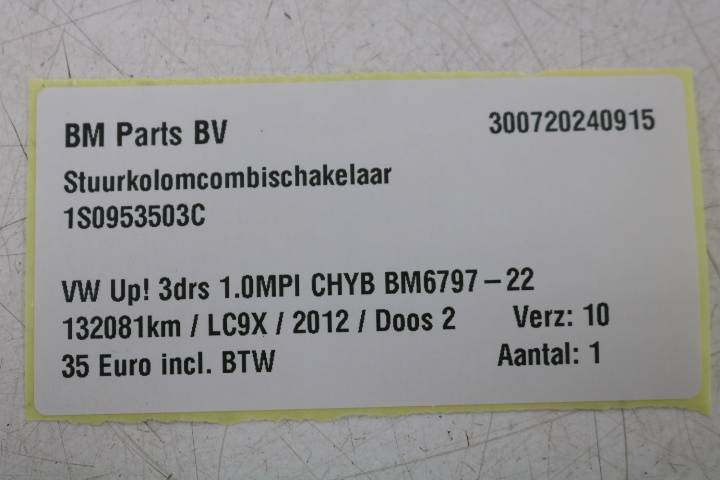 BM Parts BV 300720240915
Stuurkolomcombischakelaar
1S0953503C
VW Up! 3drs 1.0MPI CHYB BM6797-22
132081km / LC9X / 2012 / Doos 2 Verz: 10
35 Euro incl. BTW Aantal: 1